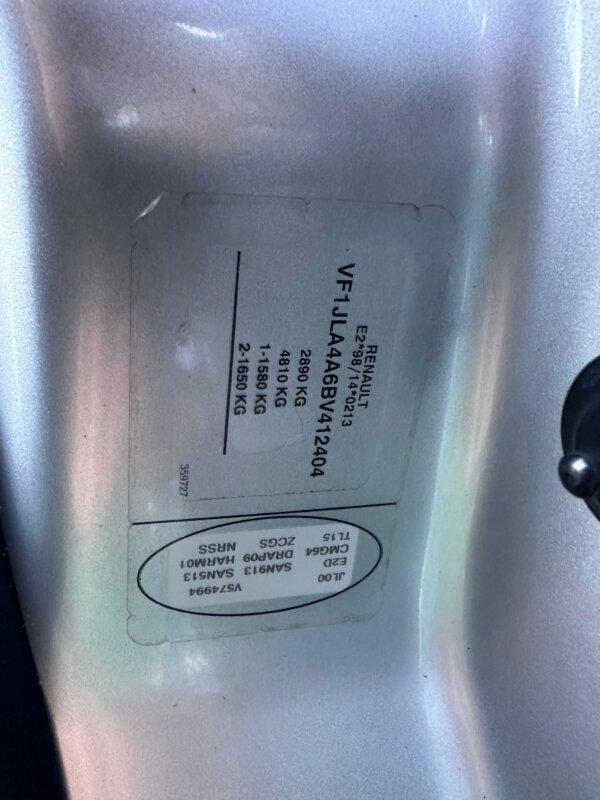 RENAULT
E2*98/14*0213
VF1JLA4A6BV412404
2890 KG
4810 KG
1-1580 KG
2-1650 KG
359727
JL00 V574994
E2D SAN913 SAN513
CMG64 DRAP09 HARM01
TL15 ZCGS NRSS